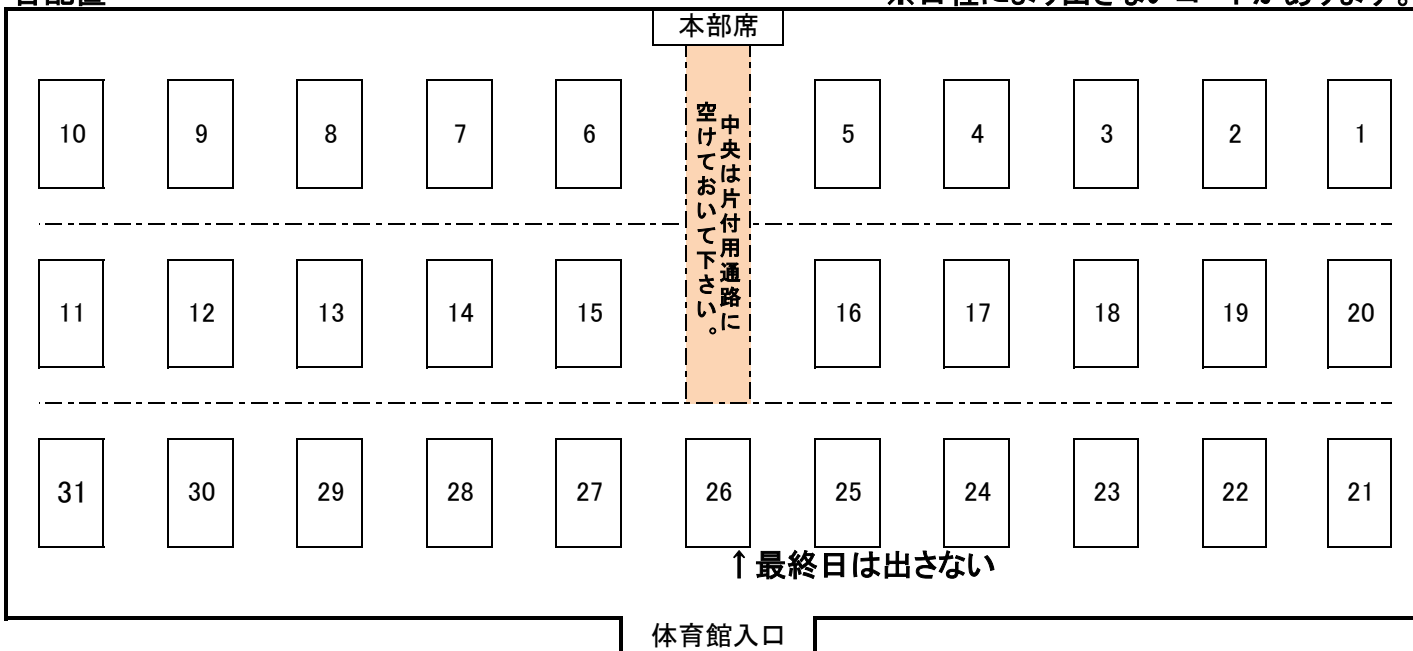 本部席
10 9 8 7 6 5 4 3 2 1
中央は片付用通路に
空けておいて下さい。
11 12 13 14 15 16 17 18 19 20
31 30 29 28 27 26 25 24 23 22 21
↑最終日は出さない
体育館入口